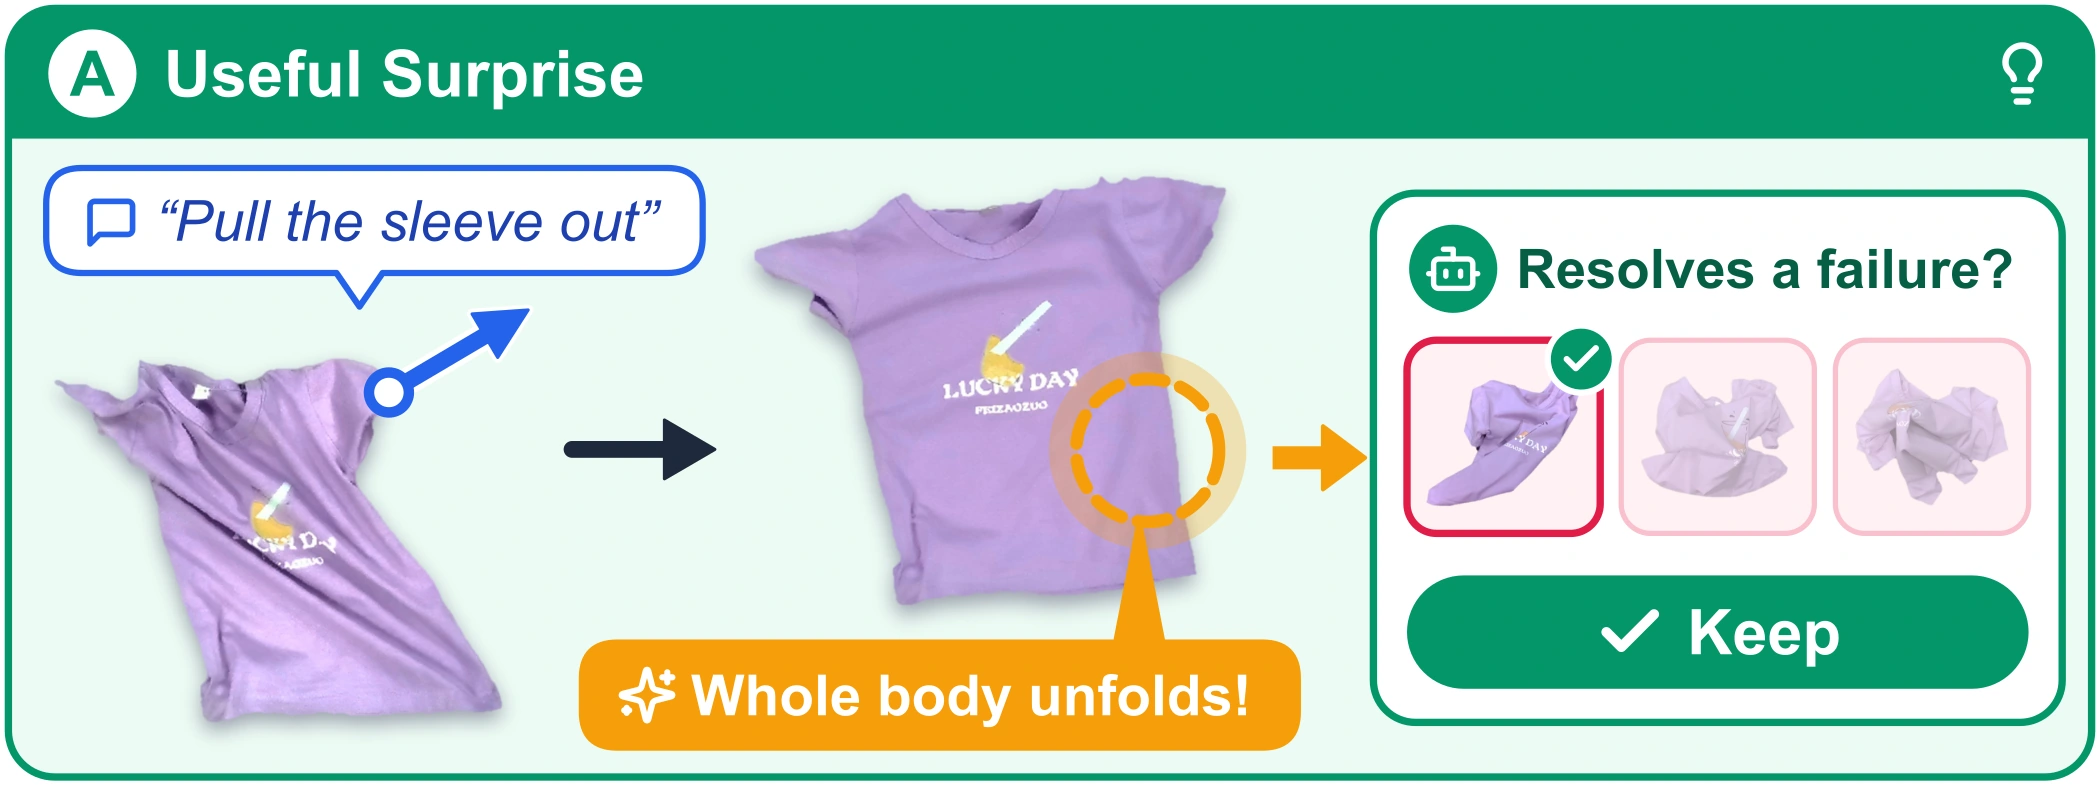 A Useful Surprise
“Pull the sleeve out”
LUCKY DAY
Resolves a failure?
Whole body unfolds!
Keep